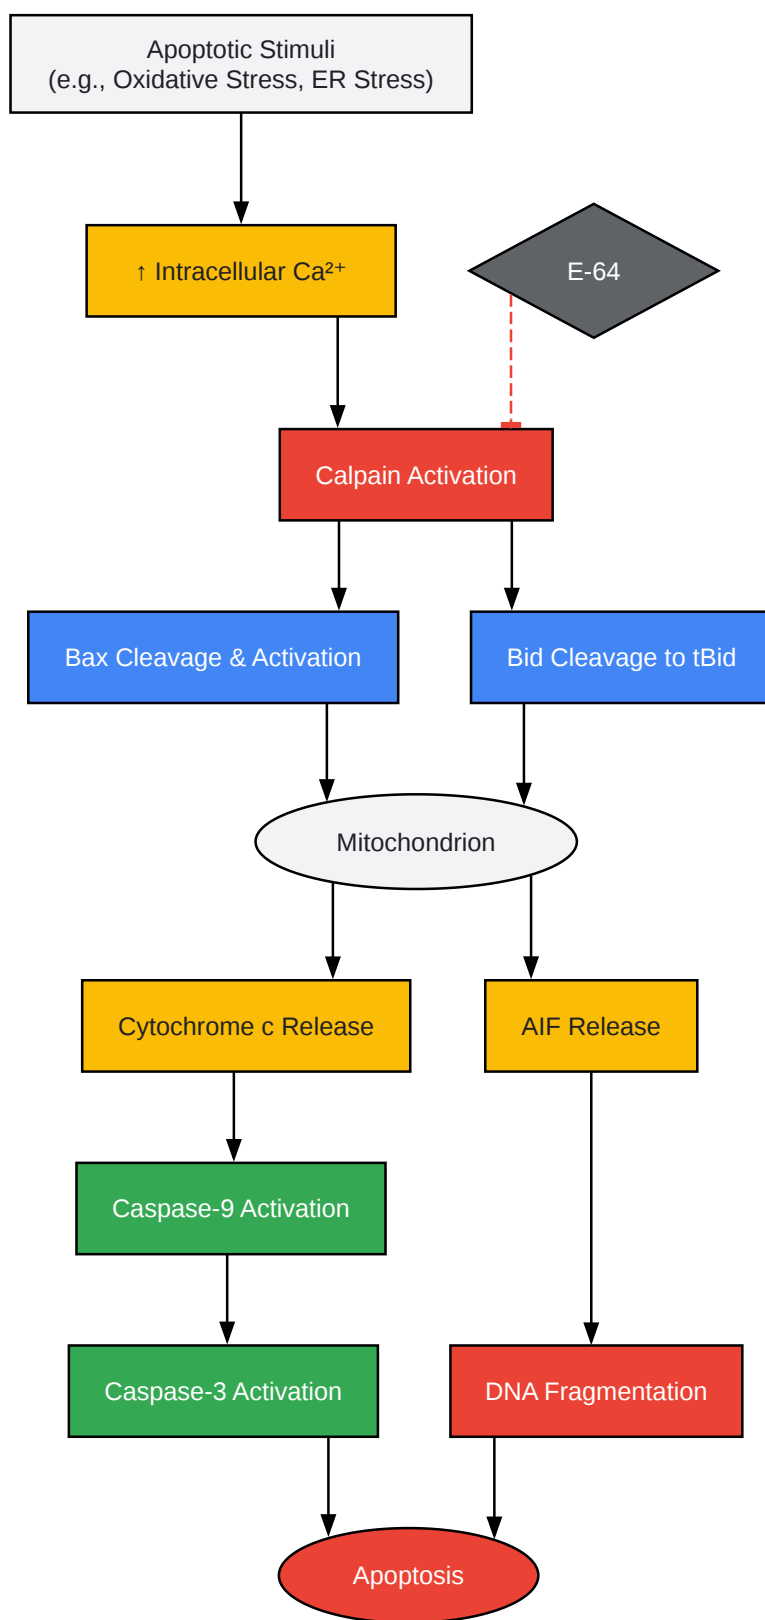 Apoptotic Stimuli
(e.g., Oxidative Stress, ER Stress)
↑ Intracellular Ca²⁺
E-64
Calpain Activation
Bax Cleavage & Activation
Bid Cleavage to tBid
Mitochondrion
Cytochrome c Release
AIF Release
Caspase-9 Activation
Caspase-3 Activation
DNA Fragmentation
Apoptosis